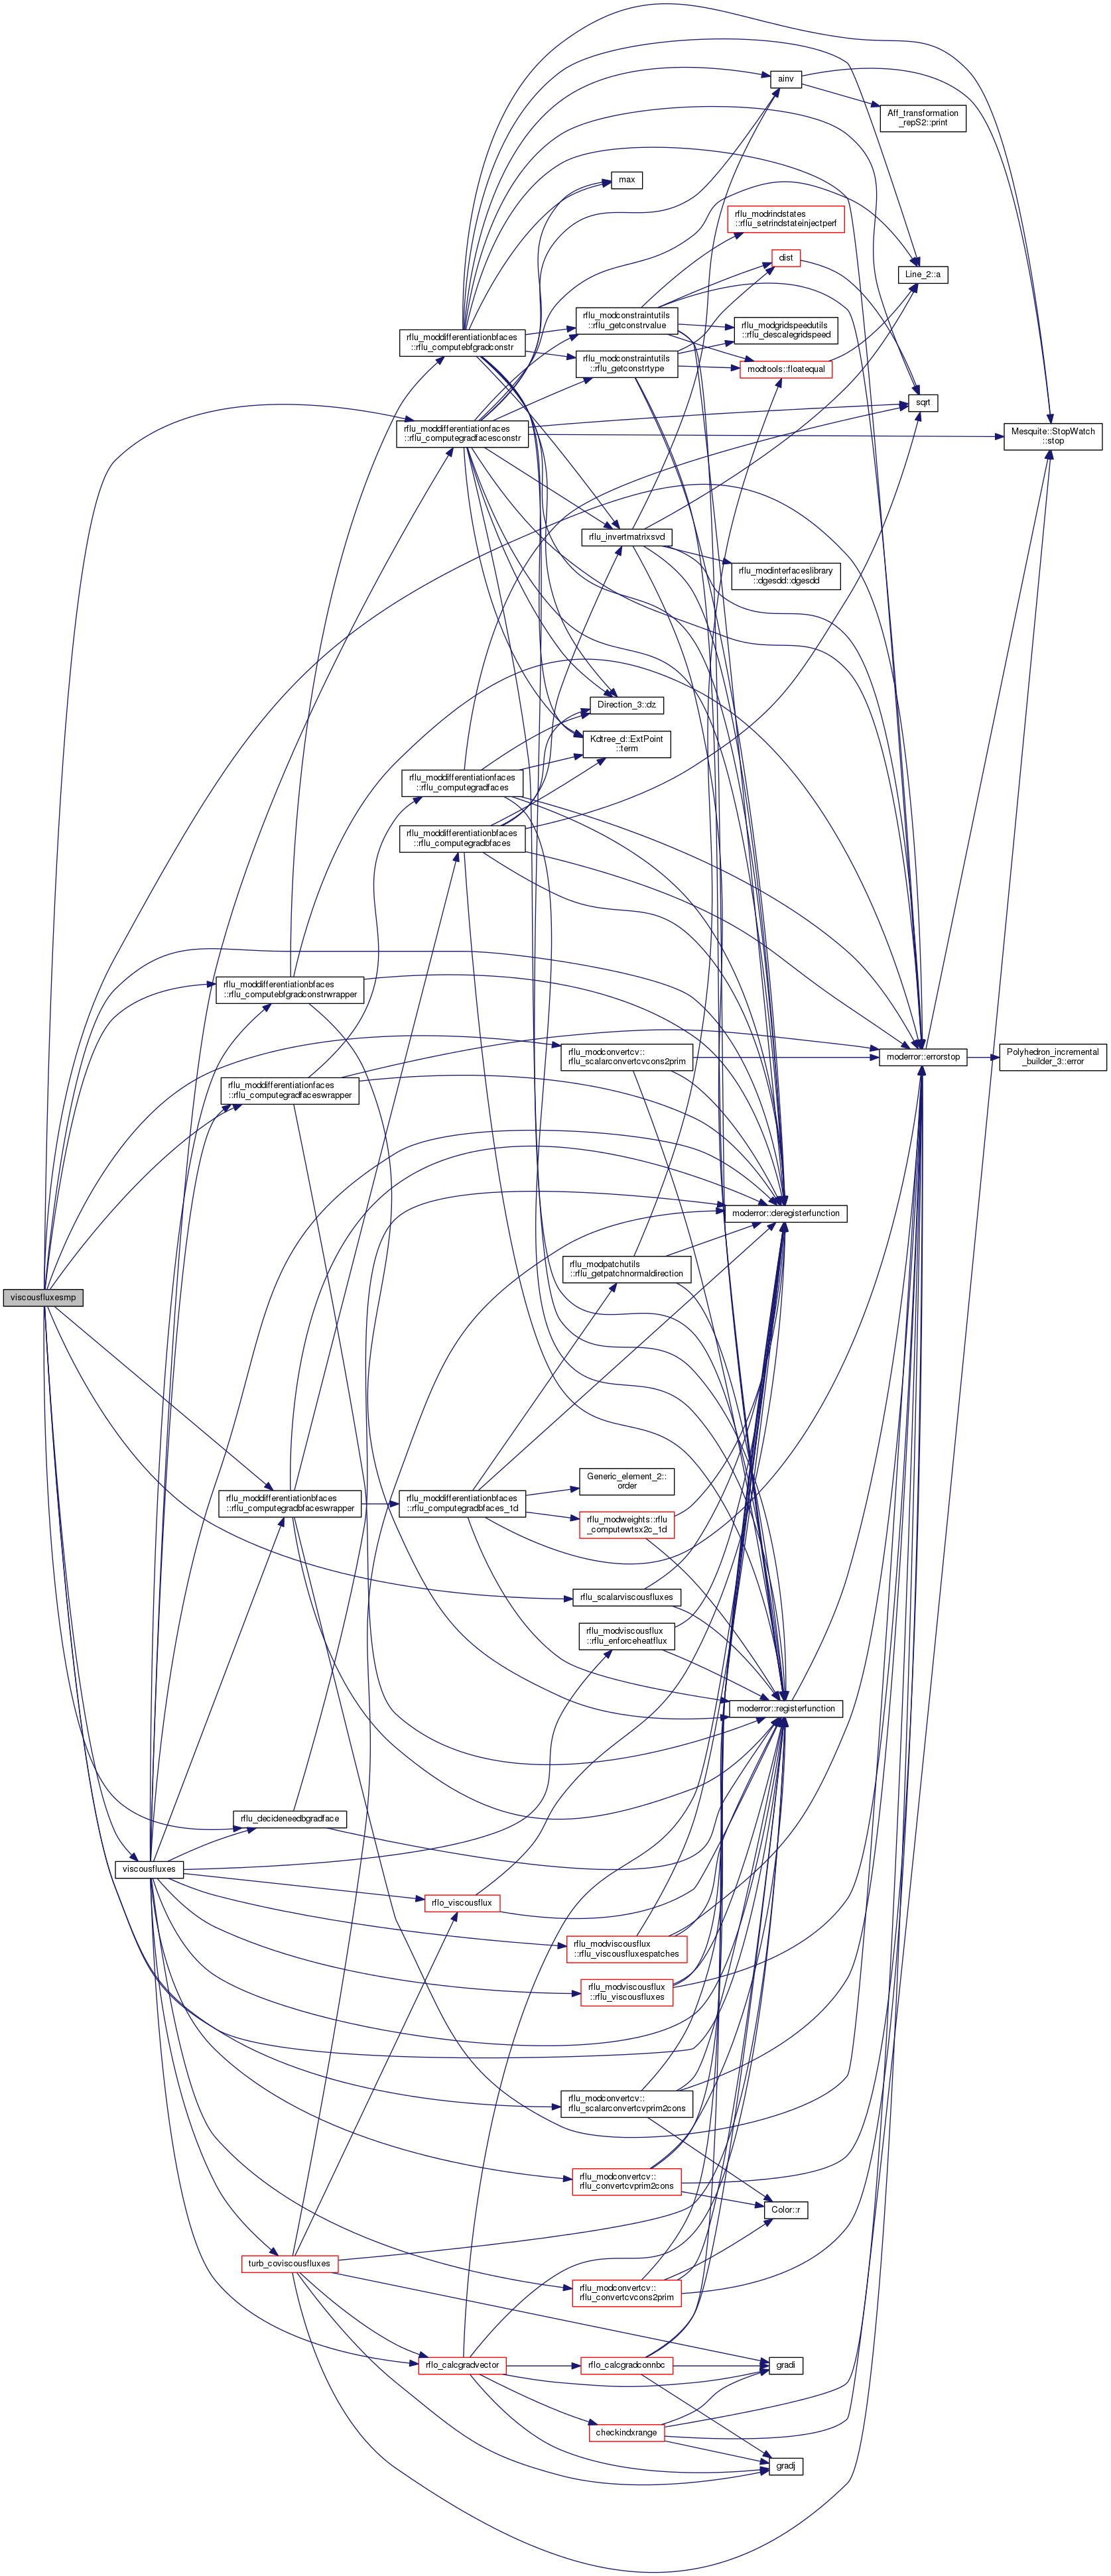 ainv
Aff_transformation
_repS2::print
max
rflu_modrindstates
::rflu_setrindstateinjectperf
dist
Line_2::a
rflu_modconstraintutils
::rflu_getconstrvalue
rflu_modgridspeedutils
::rflu_descalegridspeed
rflu_moddifferentiationbfaces
::rflu_computebfgradconstr
rflu_modconstraintutils
::rflu_getconstrtype
modtools::floatequal
sqrt
rflu_moddifferentiationfaces
::rflu_computegradfacesconstr
Mesquite::StopWatch
::stop
rflu_invertmatrixsvd
rflu_modinterfaceslibrary
::dgesdd::dgesdd
Direction_3::dz
Kdtree_d::ExtPoint
::term
rflu_moddifferentiationfaces
::rflu_computegradfaces
rflu_moddifferentiationbfaces
::rflu_computegradbfaces
rflu_moddifferentiationbfaces
::rflu_computebfgradconstrwrapper
rflu_modconvertcv::
rflu_scalarconvertcvcons2prim
moderror::errorstop
Polyhedron_incremental
_builder_3::error
rflu_moddifferentiationfaces
::rflu_computegradfaceswrapper
moderror::deregisterfunction
rflu_modpatchutils
::rflu_getpatchnormaldirection
viscousfluxesmp
Generic_element_2::
order
rflu_moddifferentiationbfaces
::rflu_computegradbfaceswrapper
rflu_moddifferentiationbfaces
::rflu_computegradbfaces_1d
rflu_modweights::rflu
_computewtsx2c_1d
rflu_scalarviscousfluxes
rflu_modviscousflux
::rflu_enforceheatflux
moderror::registerfunction
rflu_decideneedbgradface
viscousfluxes
rflo_viscousflux
rflu_modviscousflux
::rflu_viscousfluxespatches
rflu_modviscousflux
::rflu_viscousfluxes
rflu_modconvertcv::
rflu_scalarconvertcvprim2cons
rflu_modconvertcv::
rflu_convertcvprim2cons
Color::r
turb_coviscousfluxes
rflu_modconvertcv::
rflu_convertcvcons2prim
rflo_calcgradvector
rflo_calcgradconnbc
gradi
checkindxrange
gradj